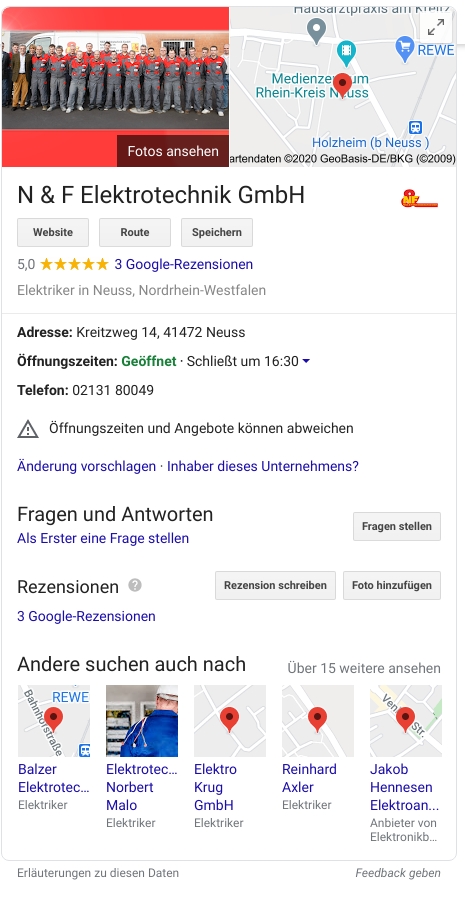 Hausarztpraxis am Kreitz
REWE
Medienzentrum
Rhein-Kreis Neuss
Holzheim (b Neuss )
Fotos ansehen
artendaten ©2020 GeoBasis-DE/BKG (©2009)
N & F Elektrotechnik GmbH
Website
Route
Speichern
5,0 ★★★★★ 3 Google-Rezensionen
Elektriker in Neuss, Nordrhein-Westfalen
Adresse: Kreitzweg 14, 41472 Neuss
Öffnungszeiten: Geöffnet · Schließt um 16:30
Telefon: 02131 80049
Öffnungszeiten und Angebote können abweichen
Änderung vorschlagen · Inhaber dieses Unternehmens?
Fragen und Antworten
Fragen stellen
Als Erster eine Frage stellen
Rezensionen ?
Rezension schreiben
Foto hinzufügen
3 Google-Rezensionen
Andere suchen auch nach
Über 15 weitere ansehen
REWE
Bahnhorstraße
Balzer
Elektrotec...
Elektriker
Elektrotec...
Norbert
Malo
Elektriker
Elektro
Krug
GmbH
Elektriker
Reinhard
Axler
Elektriker
Jakob
Hennesen
Elektroan...
Anbieter von
Elektronikb...
Erläuterungen zu diesen Daten
Feedback geben